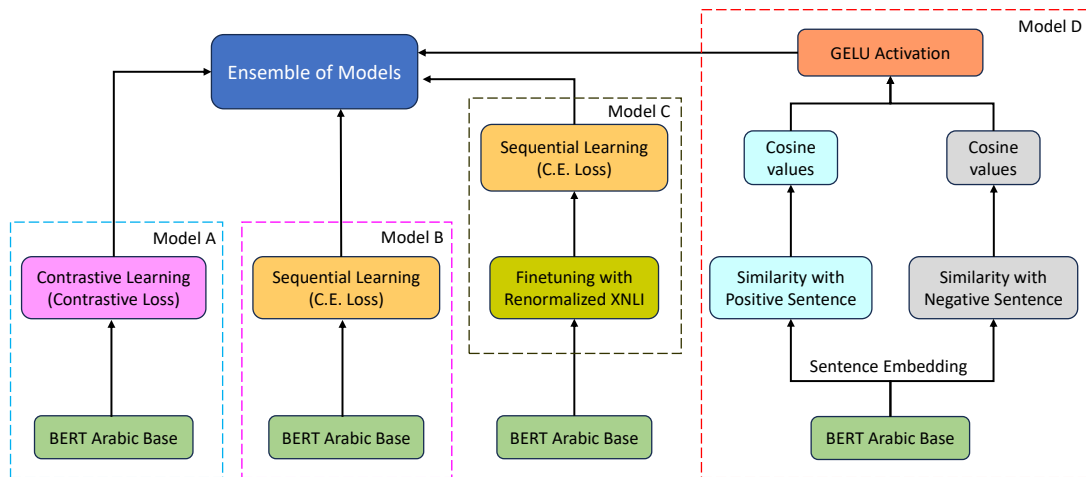 Model D
GELU Activation
Ensemble of Models
Model C
Sequential Learning
(C.E. Loss)
Cosine
values
Cosine
values
Model A
Model B
Contrastive Learning
(Contrastive Loss)
Sequential Learning
(C.E. Loss)
Finetuning with
Renormalized XNLI
Similarity with
Positive Sentence
Similarity with
Negative Sentence
Sentence Embedding
BERT Arabic Base
BERT Arabic Base
BERT Arabic Base
BERT Arabic Base